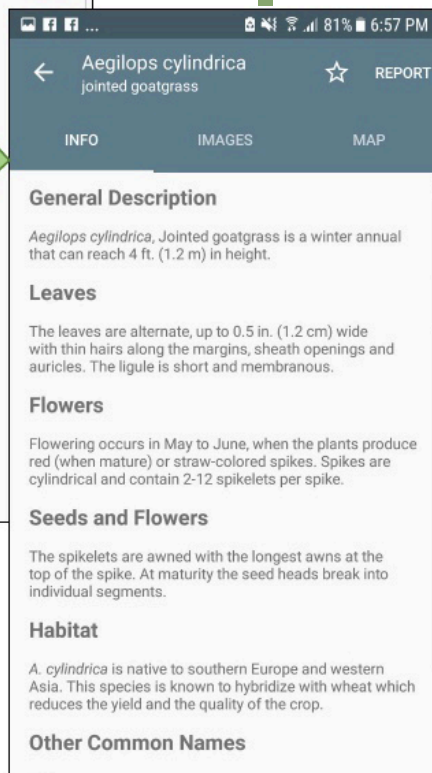 ... 81% 6:57 PM
Aegilops cylindrica
jointed goatgrass
REPORT
INFO IMAGES MAP
General Description
Aegilops cylindrica, Jointed goatgrass is a winter annual
that can reach 4 ft. (1.2 m) in height.
Leaves
The leaves are alternate, up to 0.5 in. (1.2 cm) wide
with thin hairs along the margins, sheath openings and
auricles. The ligule is short and membranous.
Flowers
Flowering occurs in May to June, when the plants produce
red (when mature) or straw-colored spikes. Spikes are
cylindrical and contain 2-12 spikelets per spike.
Seeds and Flowers
The spikelets are awned with the longest awns at the
top of the spike. At maturity the seed heads break into
individual segments.
Habitat
A. cylindrica is native to southern Europe and western
Asia. This species is known to hybridize with wheat which
reduces the yield and the quality of the crop.
Other Common Names